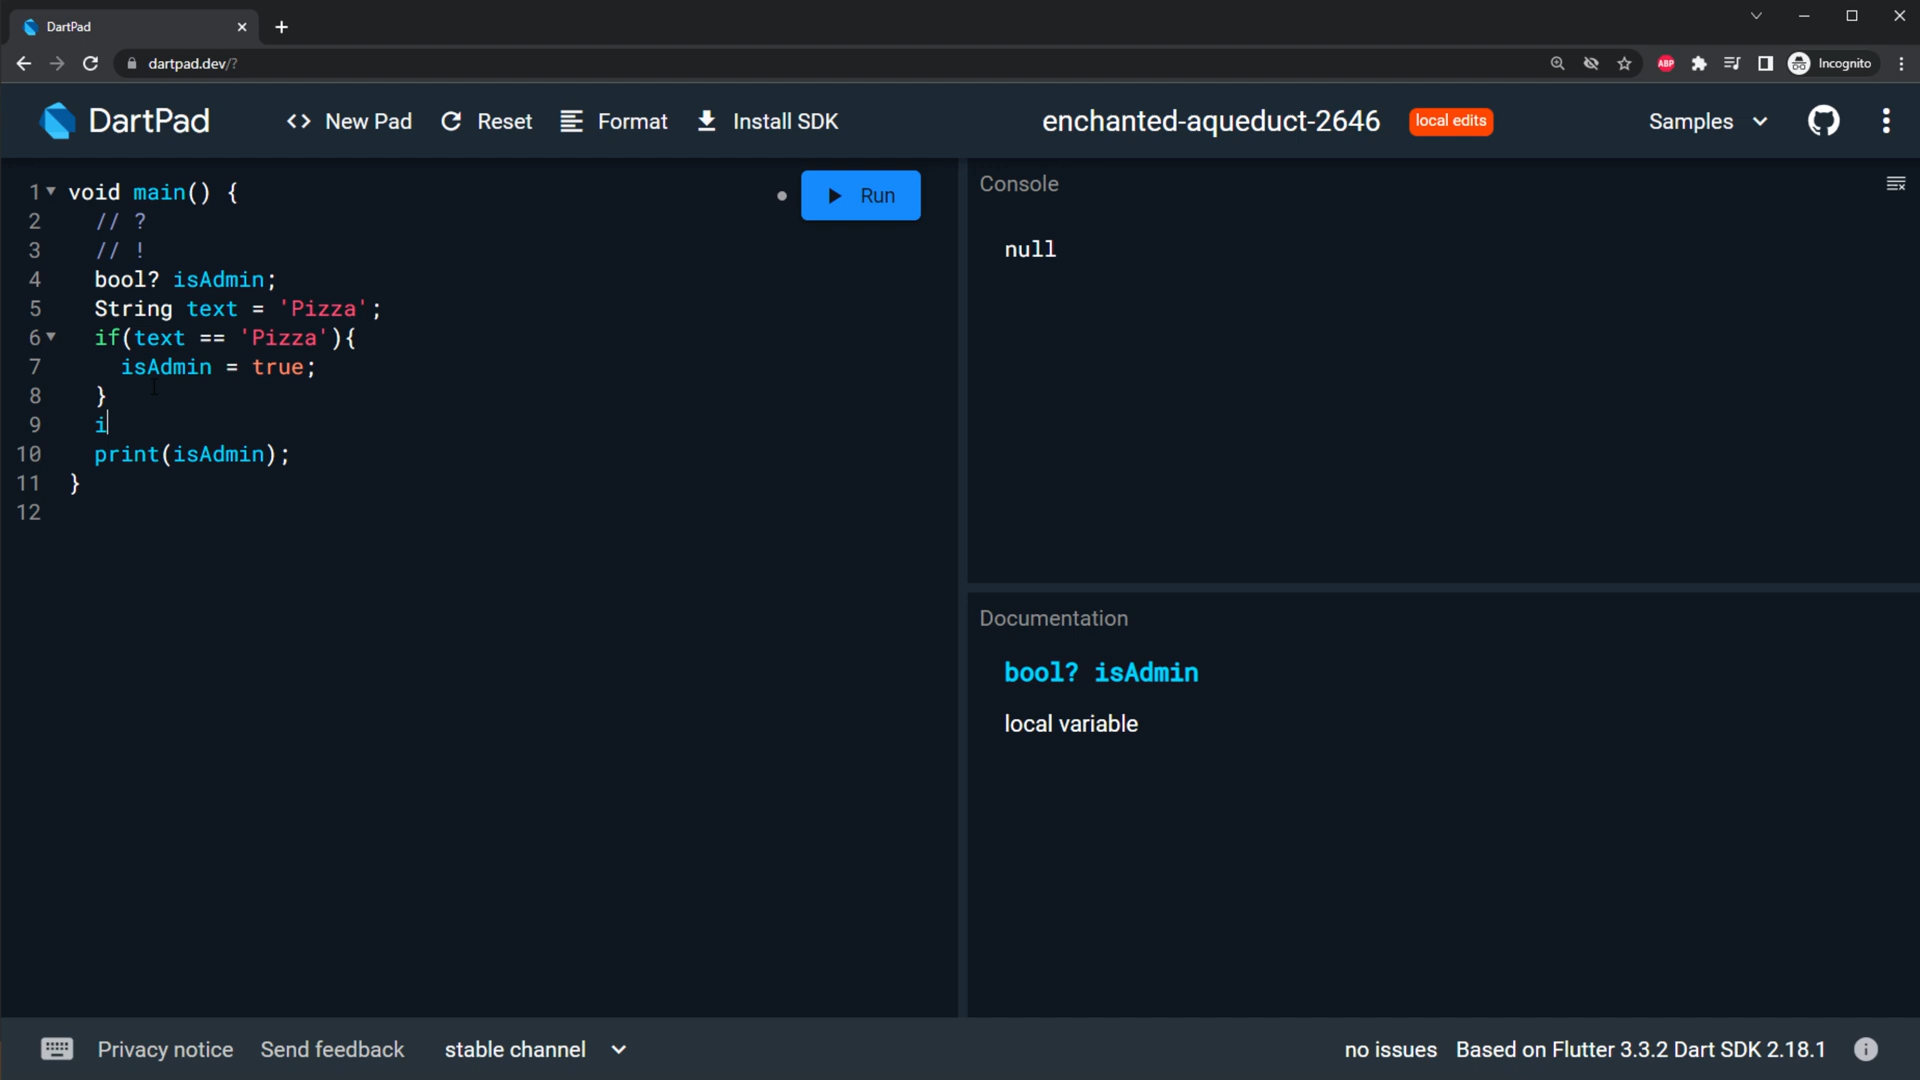 DartPad
dartpad.dev/?
ABP
Incognito
DartPad
<> New Pad
Reset
Format
Install SDK
enchanted-aqueduct-2646
local edits
Samples
1 void main() {
2 // ?
3 // !
4 bool? isAdmin;
5 String text = 'Pizza';
6 if(text == 'Pizza'){
7 isAdmin = true;
8 }
9 i
10 print(isAdmin);
11 }
12
Run
Console
null
Documentation
bool? isAdmin
local variable
Privacy notice
Send feedback
stable channel
no issues
Based on Flutter 3.3.2 Dart SDK 2.18.1